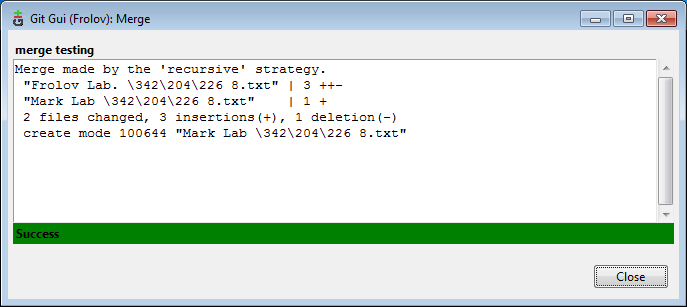 Git Gui (Frolov): Merge
merge testing
Merge made by the 'recursive' strategy.
"Frolov Lab. \342\204\226 8.txt" | 3 ++-
"Mark Lab \342\204\226 8.txt"    | 1 +
2 files changed, 3 insertions(+), 1 deletion(-)
create mode 100644 "Mark Lab \342\204\226 8.txt"
Success
Close